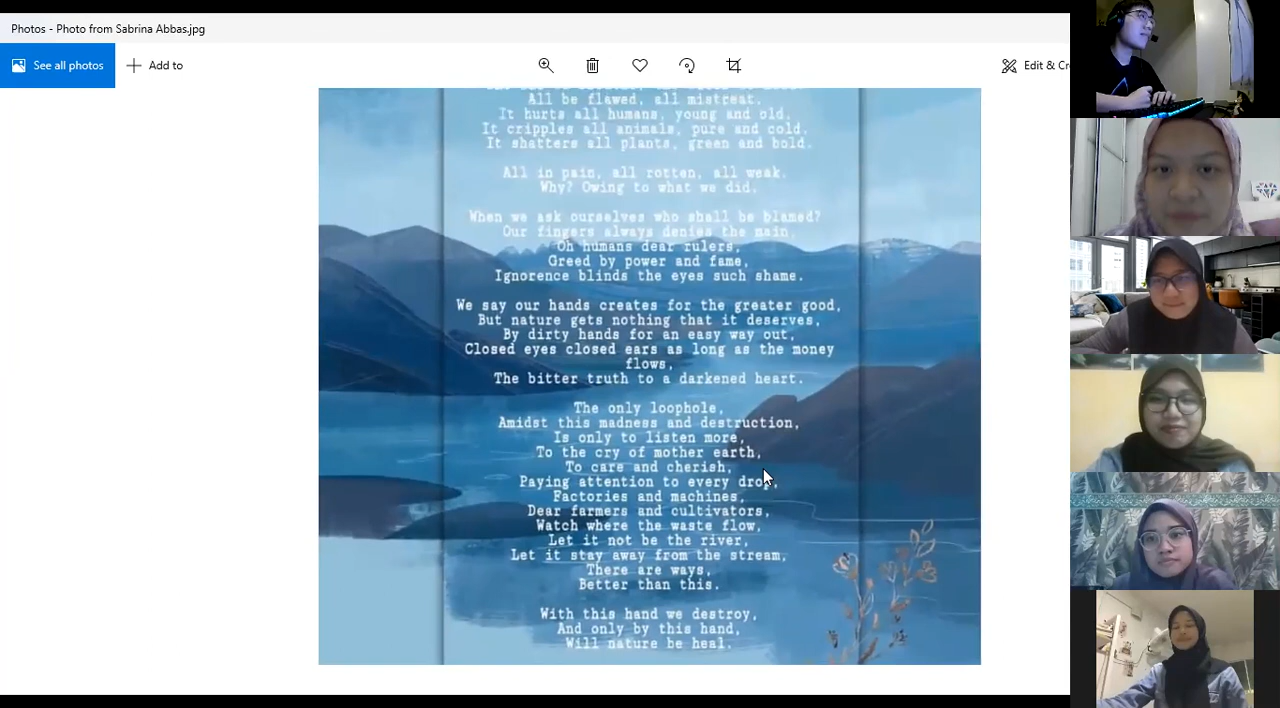 Photos - Photo from Sabrina Abbas.jpg
See all photos
Add to
Edit & Cr
All be flawed, all mistreat.
It hurts all humans, young and old.
It cripples all animals, pure and cold.
It shatters all plants, green and bold.
All in pain, all rotten, all weak.
Why? Owing to what we did.
When we ask ourselves who shall be blamed?
Our fingers always denies the main.
Oh humans dear rulers,
Greed by power and fame,
Ignorence blinds the eyes such shame.
We say our hands creates for the greater good,
But nature gets nothing that it deserves,
By dirty hands for an easy way out,
Closed eyes closed ears as long as the money
flows,
The bitter truth to a darkened heart.
The only loophole,
Amidst this madness and destruction,
Is only to listen more,
To the cry of mother earth,
To care and cherish,
Paying attention to every drop,
Factories and machines,
Dear farmers and cultivators,
Watch where the waste flow,
Let it not be the river,
Let it stay away from the stream,
There are ways,
Better than this.
With this hand we destroy,
And only by this hand,
Will nature be heal.